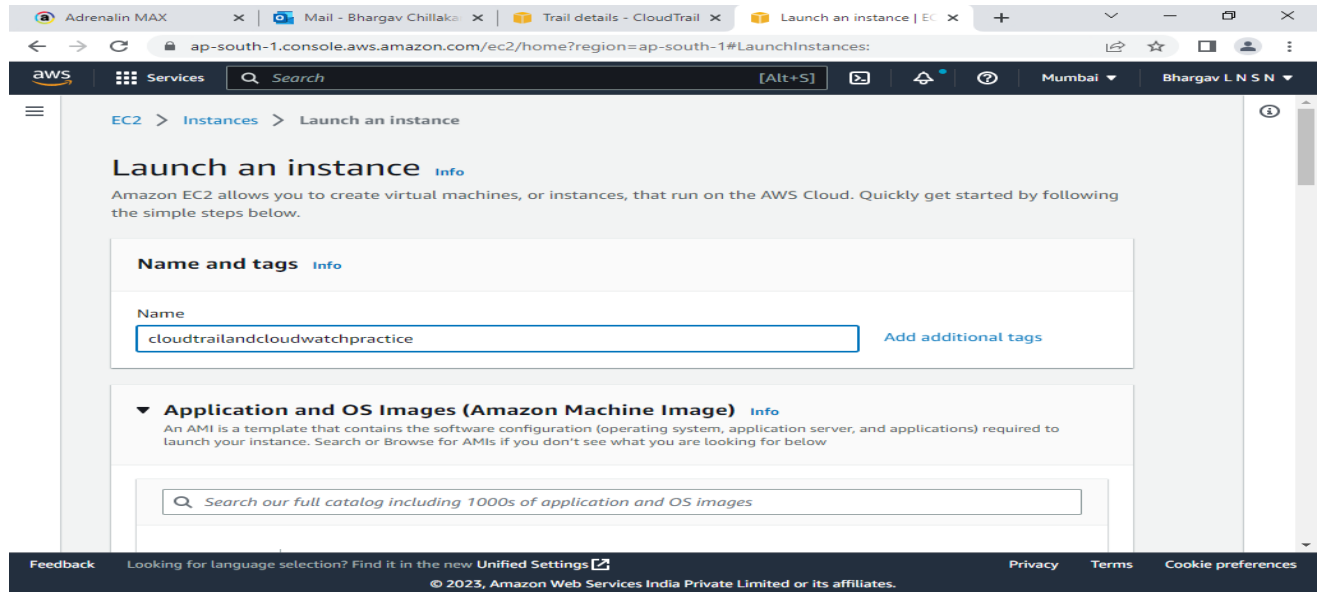 Adrenalin MAX
Mail - Bhargav Chillaka
Trail details - CloudTrail
Launch an instance | EC
ap-south-1.console.aws.amazon.com/ec2/home?region=ap-south-1#LaunchInstances:
aws Services Search [Alt+S] Mumbai Bhargav L N S N
EC2 > Instances > Launch an instance
Launch an instance Info
Amazon EC2 allows you to create virtual machines, or instances, that run on the AWS Cloud. Quickly get started by following
the simple steps below.
Name and tags Info
Name
cloudtrailandcloudwatchpractice Add additional tags
Application and OS Images (Amazon Machine Image) Info
An AMI is a template that contains the software configuration (operating system, application server, and applications) required to
launch your instance. Search or Browse for AMIs if you don't see what you are looking for below
Search our full catalog including 1000s of application and OS images
Feedback Looking for language selection? Find it in the new Unified Settings Privacy Terms Cookie preferences
© 2023, Amazon Web Services India Private Limited or its affiliates.